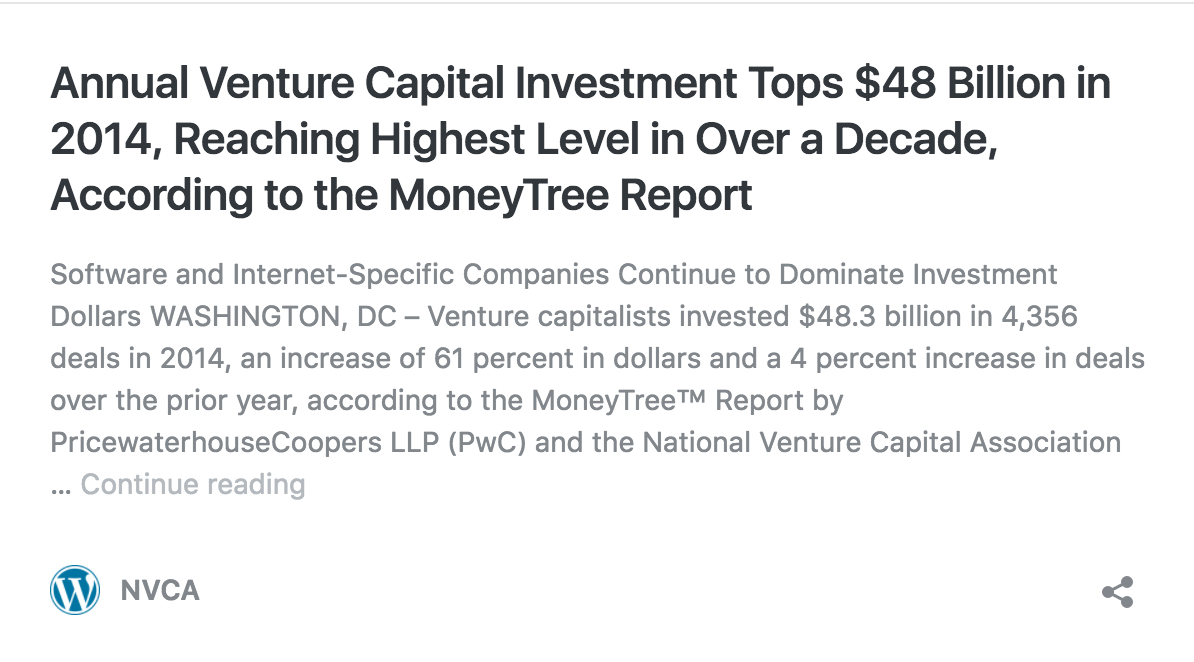 Annual Venture Capital Investment Tops $48 Billion in
2014, Reaching Highest Level in Over a Decade,
According to the MoneyTree Report
Software and Internet-Specific Companies Continue to Dominate Investment
Dollars WASHINGTON, DC – Venture capitalists invested $48.3 billion in 4,356
deals in 2014, an increase of 61 percent in dollars and a 4 percent increase in deals
over the prior year, according to the MoneyTree™ Report by
PricewaterhouseCoopers LLP (PwC) and the National Venture Capital Association
... Continue reading
NVCA